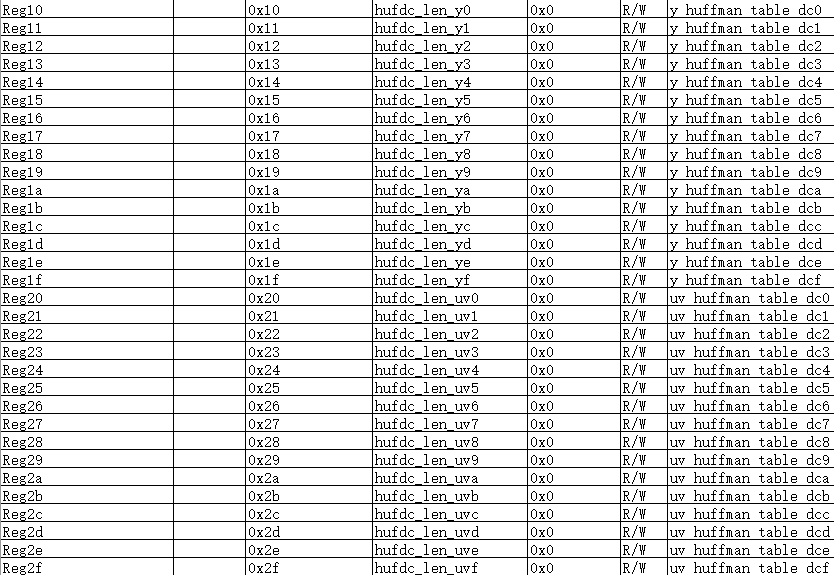 Reg10 0x10 hufdc_len_y0 0x0 R/W y huffman table dc0
Reg11 0x11 hufdc_len_y1 0x0 R/W y huffman table dc1
Reg12 0x12 hufdc_len_y2 0x0 R/W y huffman table dc2
Reg13 0x13 hufdc_len_y3 0x0 R/W y huffman table dc3
Reg14 0x14 hufdc_len_y4 0x0 R/W y huffman table dc4
Reg15 0x15 hufdc_len_y5 0x0 R/W y huffman table dc5
Reg16 0x16 hufdc_len_y6 0x0 R/W y huffman table dc6
Reg17 0x17 hufdc_len_y7 0x0 R/W y huffman table dc7
Reg18 0x18 hufdc_len_y8 0x0 R/W y huffman table dc8
Reg19 0x19 hufdc_len_y9 0x0 R/W y huffman table dc9
Reg1a 0x1a hufdc_len_ya 0x0 R/W y huffman table dca
Reg1b 0x1b hufdc_len_yb 0x0 R/W y huffman table dcb
Reg1c 0x1c hufdc_len_yc 0x0 R/W y huffman table dcc
Reg1d 0x1d hufdc_len_yd 0x0 R/W y huffman table dcd
Reg1e 0x1e hufdc_len_ye 0x0 R/W y huffman table dce
Reg1f 0x1f hufdc_len_yf 0x0 R/W y huffman table dcf
Reg20 0x20 hufdc_len_uv0 0x0 R/W uv huffman table dc0
Reg21 0x21 hufdc_len_uv1 0x0 R/W uv huffman table dc1
Reg22 0x22 hufdc_len_uv2 0x0 R/W uv huffman table dc2
Reg23 0x23 hufdc_len_uv3 0x0 R/W uv huffman table dc3
Reg24 0x24 hufdc_len_uv4 0x0 R/W uv huffman table dc4
Reg25 0x25 hufdc_len_uv5 0x0 R/W uv huffman table dc5
Reg26 0x26 hufdc_len_uv6 0x0 R/W uv huffman table dc6
Reg27 0x27 hufdc_len_uv7 0x0 R/W uv huffman table dc7
Reg28 0x28 hufdc_len_uv8 0x0 R/W uv huffman table dc8
Reg29 0x29 hufdc_len_uv9 0x0 R/W uv huffman table dc9
Reg2a 0x2a hufdc_len_uva 0x0 R/W uv huffman table dca
Reg2b 0x2b hufdc_len_uvb 0x0 R/W uv huffman table dcb
Reg2c 0x2c hufdc_len_uvc 0x0 R/W uv huffman table dcc
Reg2d 0x2d hufdc_len_uvd 0x0 R/W uv huffman table dcd
Reg2e 0x2e hufdc_len_uve 0x0 R/W uv huffman table dce
Reg2f 0x2f hufdc_len_uvf 0x0 R/W uv huffman table dcf